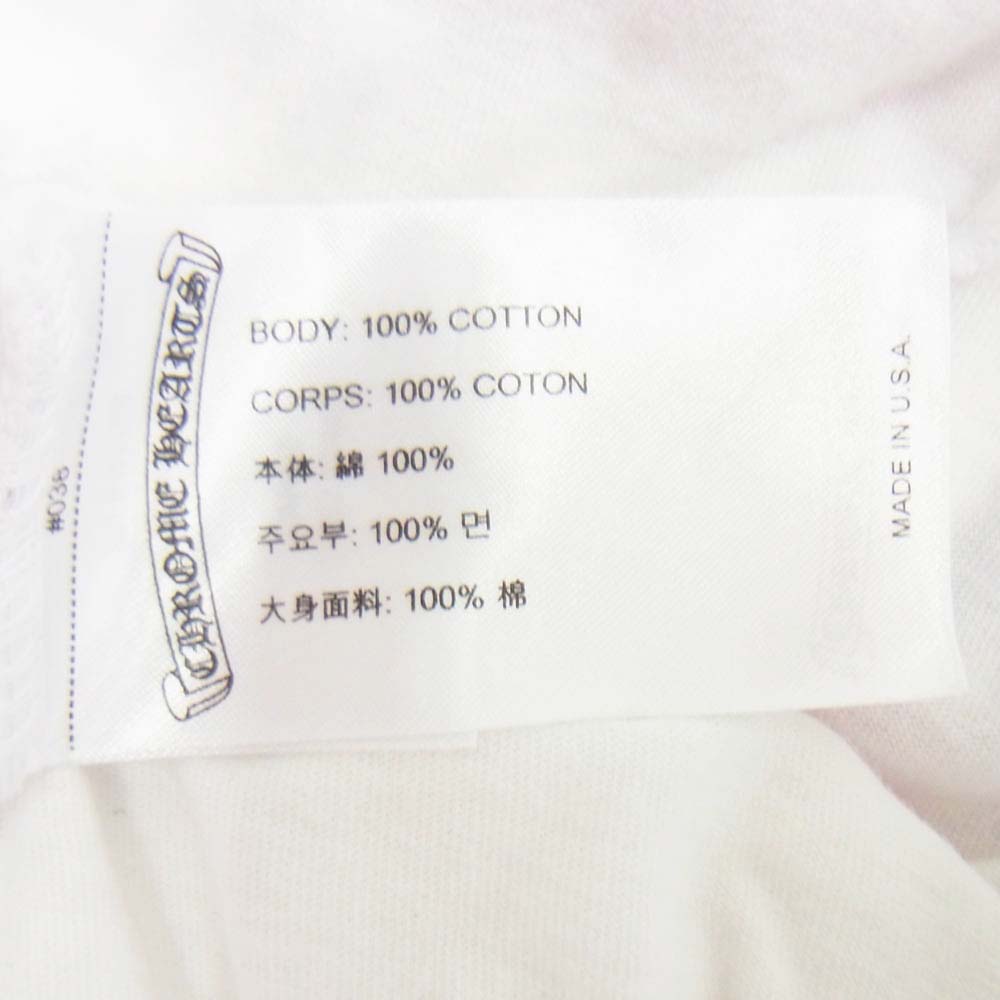 #036
CHROME HEARTS
BODY: 100% COTTON
CORPS: 100% COTON
本体: 綿 100%
주요부: 100% 면
大身面料: 100% 棉
MADE IN U.S.A.